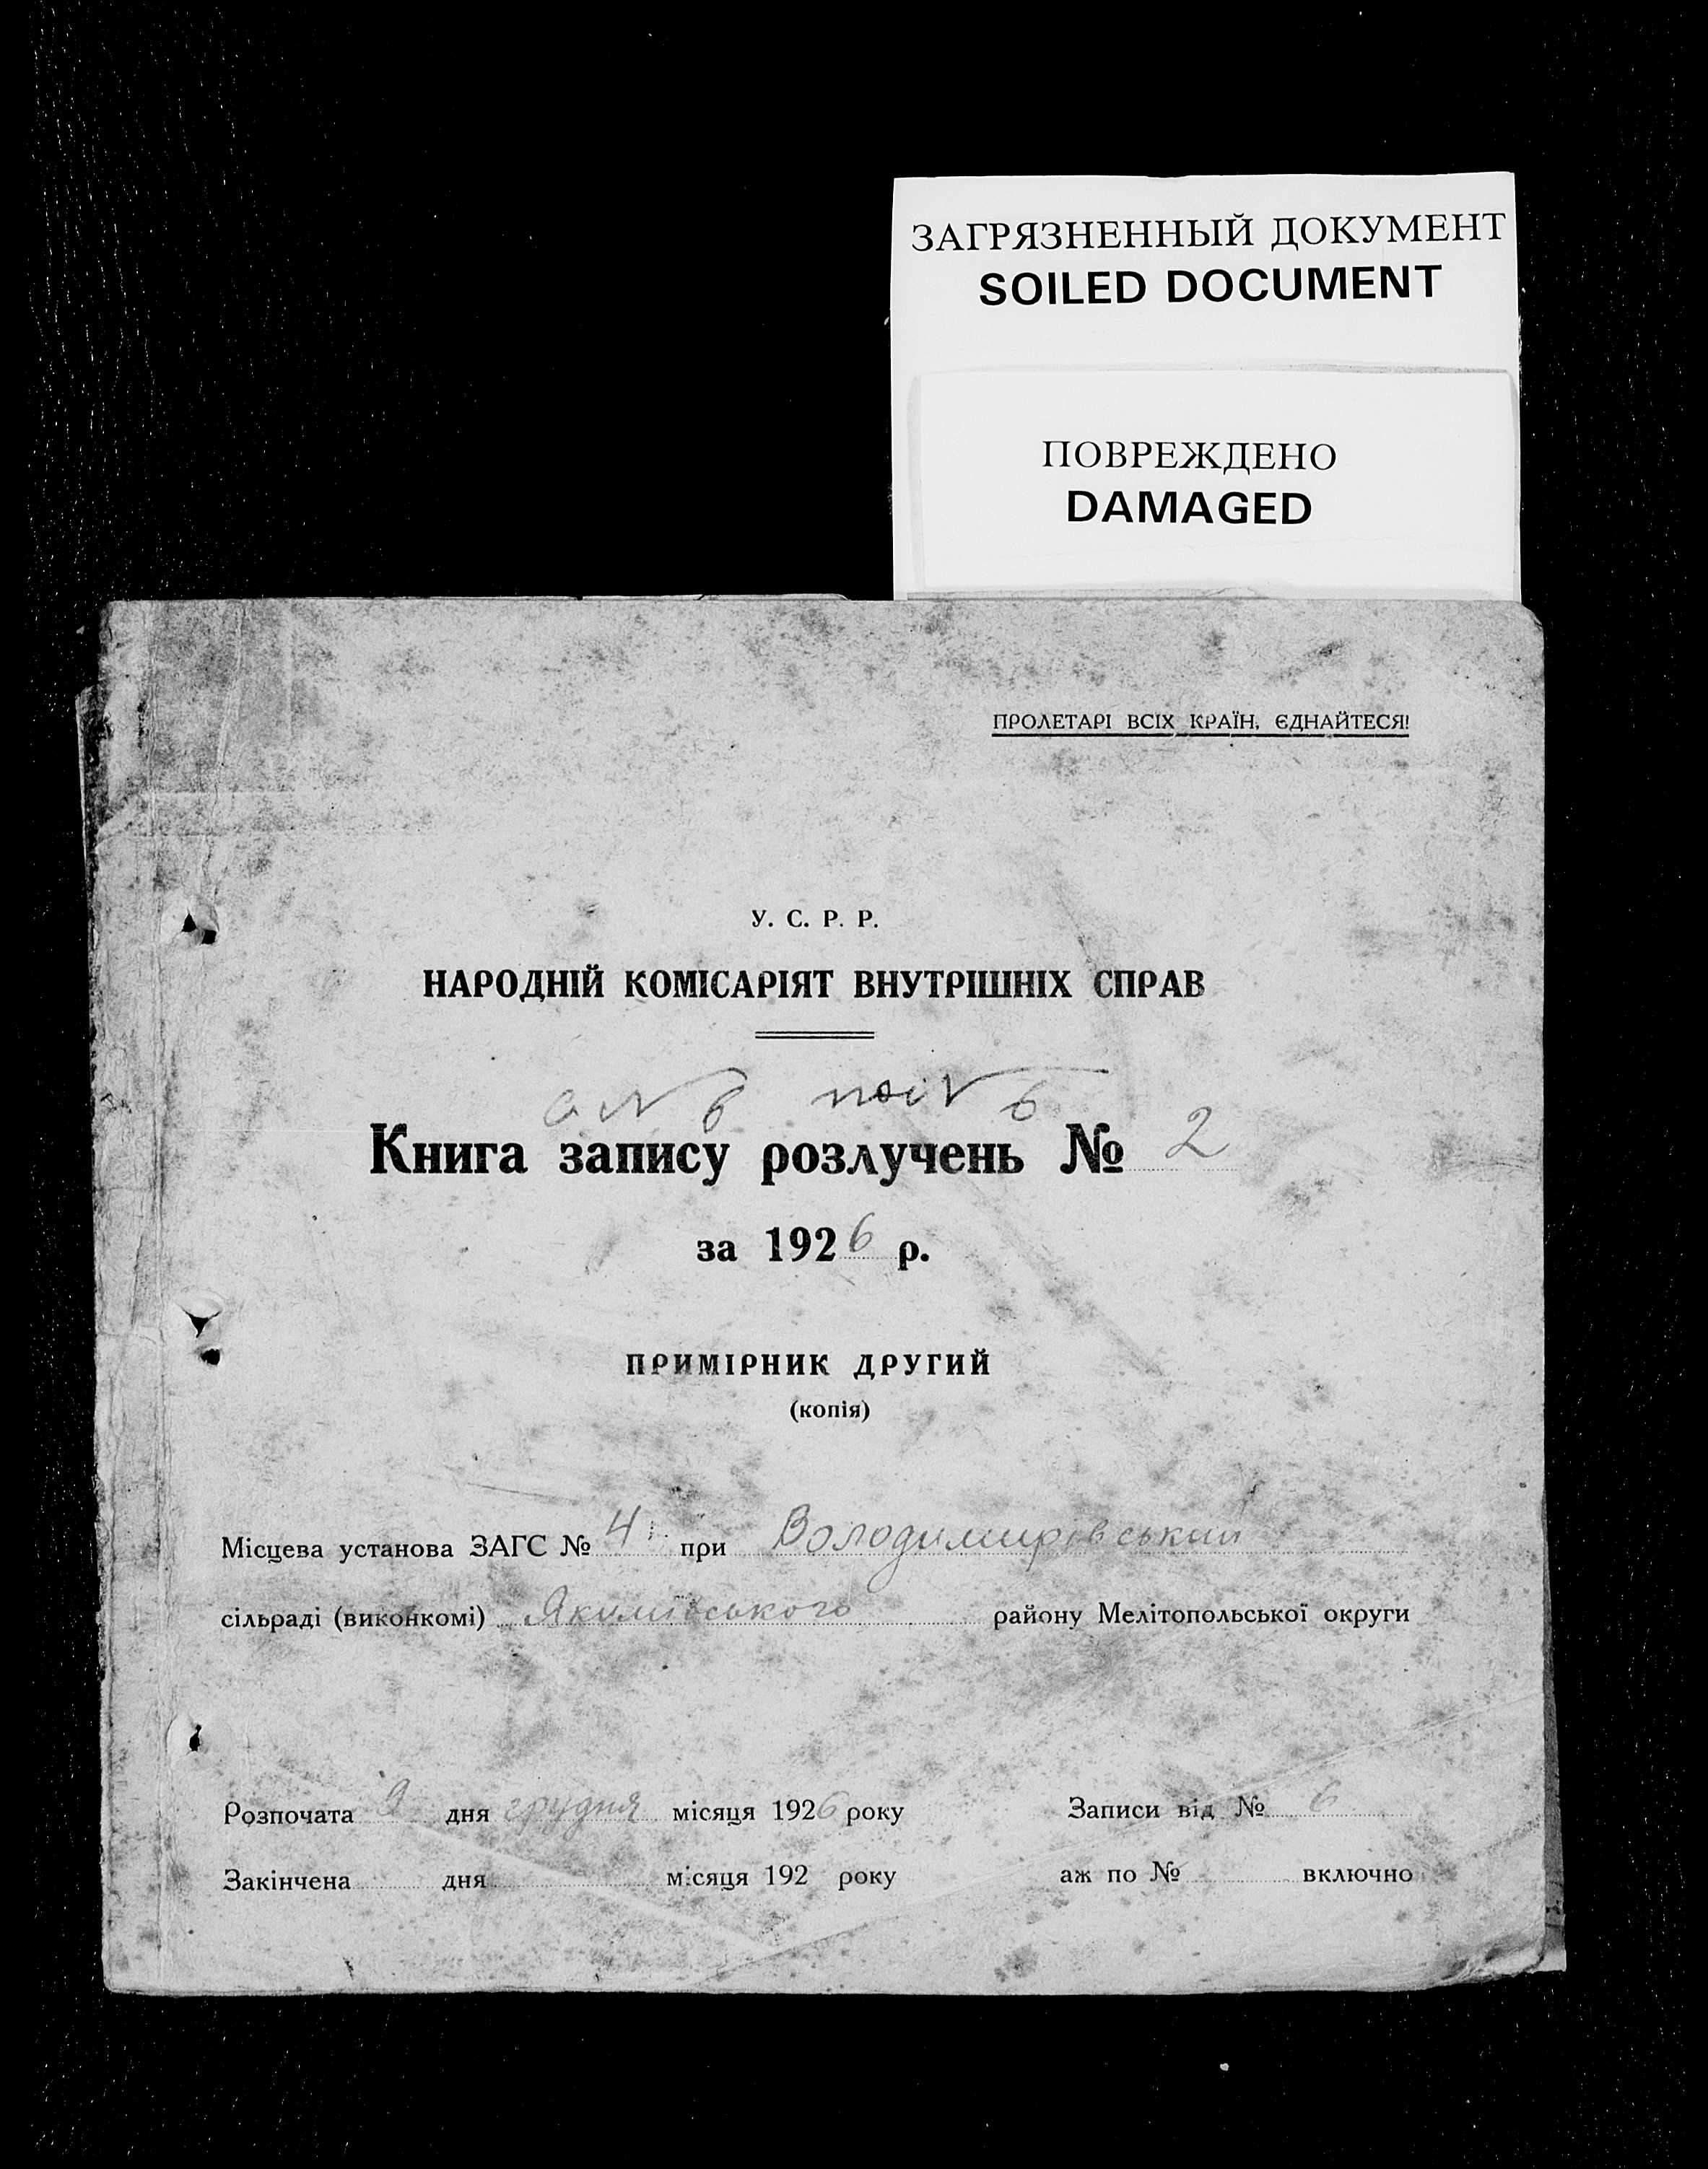 ЗАГРЯЗНЕННЫЙ ДОКУМЕНТ
SOILED DOCUMENT
ПОВРЕЖДЕНО
DAMAGED
ПРОЛЕТАРІ ВСІХ КРАЇН, ЄДНАЙТЕСЯ!
У. С. Р. Р.
НАРОДНІЙ КОМІСАРІЯТ ВНУТРІШНІХ СПРАВ
Книга запису розлучень № 2
за 1926 р.
ПРИМІРНИК ДРУГИЙ
(копія)
Місцева установа ЗАГС № 4 при Володимирівський
сільраді (виконкомі) Якимівського району Мелітопольської округи
Розпочата 9 дня грудня місяця 1926 року Записи від № 6
Закінчена дня місяця 192 року аж по № включно